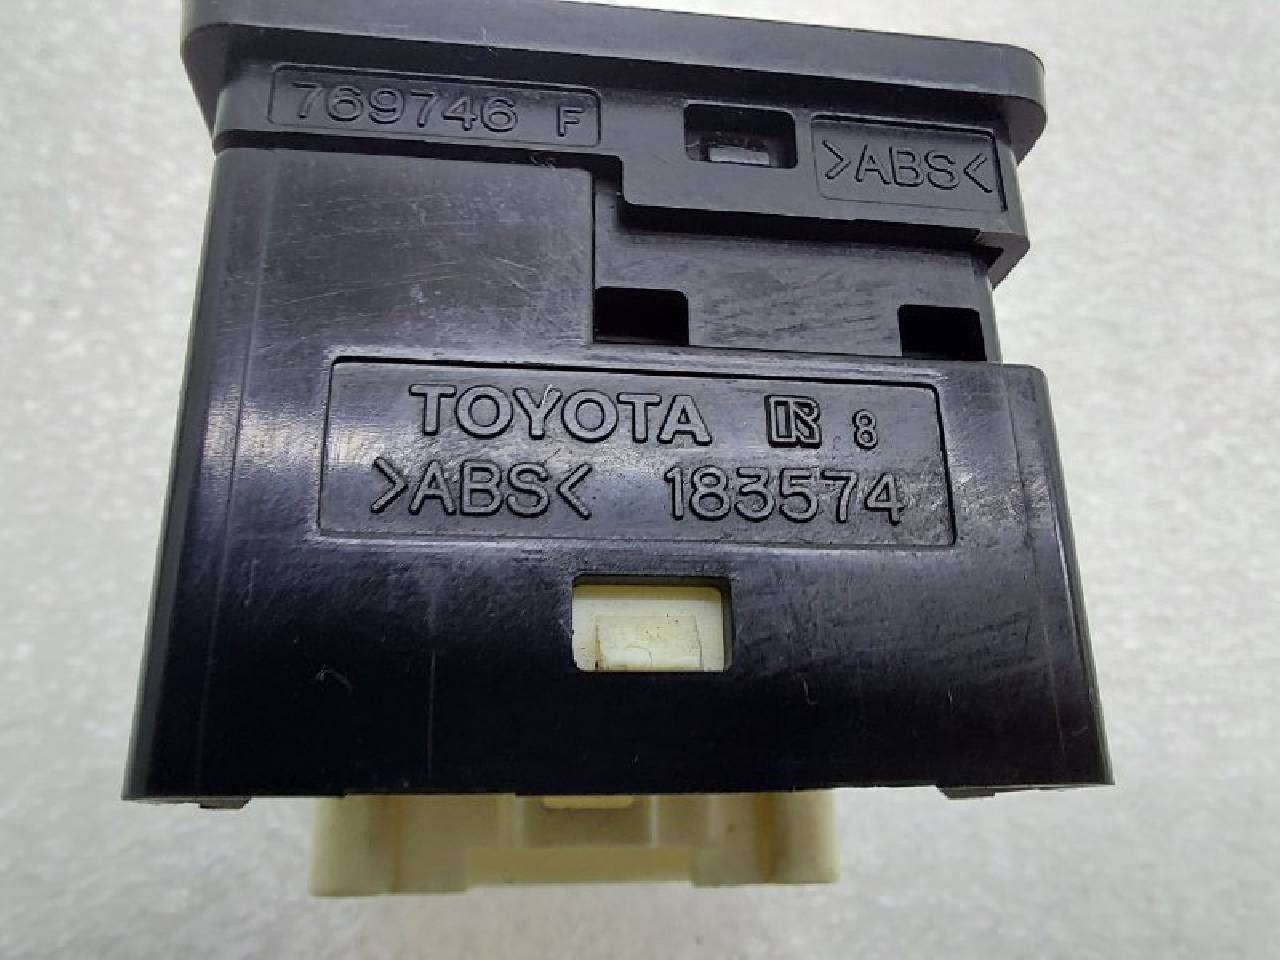 769746 F
>ABS<
TOYOTA R 8
>ABS< 183574